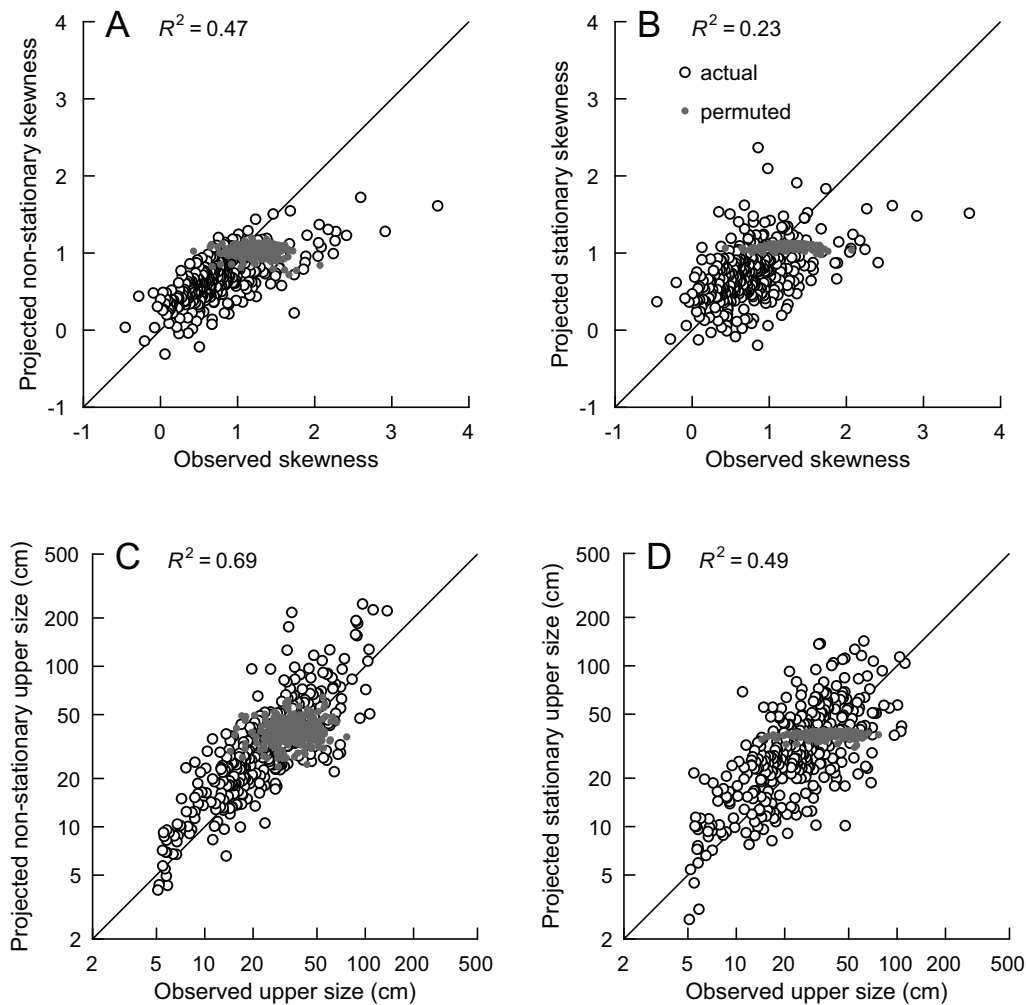 A
R² = 0.47
Projected non-stationary skewness
4
3
2
1
0
-1
-1 0 1 2 3 4
Observed skewness
B
R² = 0.23
actual
permuted
Projected stationary skewness
4
3
2
1
0
-1
-1 0 1 2 3 4
Observed skewness
C
R² = 0.69
Projected non-stationary upper size (cm)
500
200
100
50
20
10
5
2
2 5 10 20 50 100 200 500
Observed upper size (cm)
D
R² = 0.49
Projected stationary upper size (cm)
500
200
100
50
20
10
5
2
2 5 10 20 50 100 200 500
Observed upper size (cm)